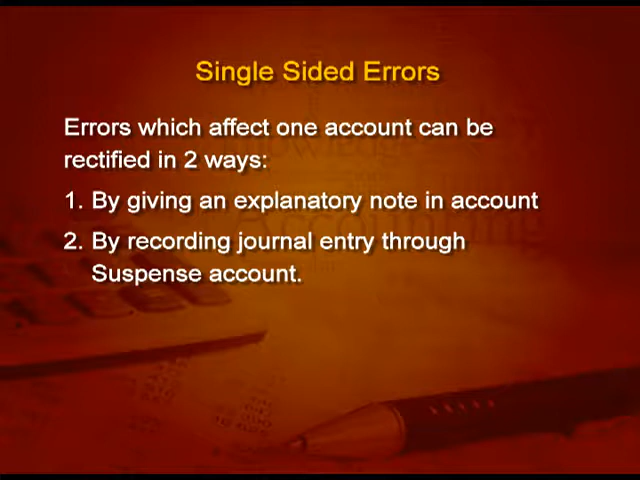 Single Sided Errors
Errors which affect one account can be
rectified in 2 ways:
1. By giving an explanatory note in account
2. By recording journal entry through
Suspense account.